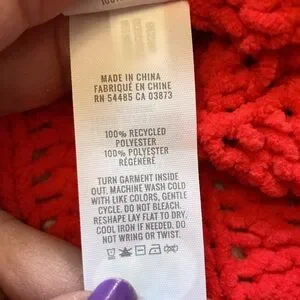 MADE IN CHINA
FABRIQUÉ EN CHINE
RN 54485 CA 03873
100% RECYCLED
POLYESTER
100% POLYESTER
RÉGÉNÉRÉ
TURN GARMENT INSIDE
OUT. MACHINE WASH COLD
WITH LIKE COLORS, GENTLE
CYCLE. DO NOT BLEACH.
RESHAPE LAY FLAT TO DRY.
COOL IRON IF NEEDED. DO
NOT WRING OR TWIST.